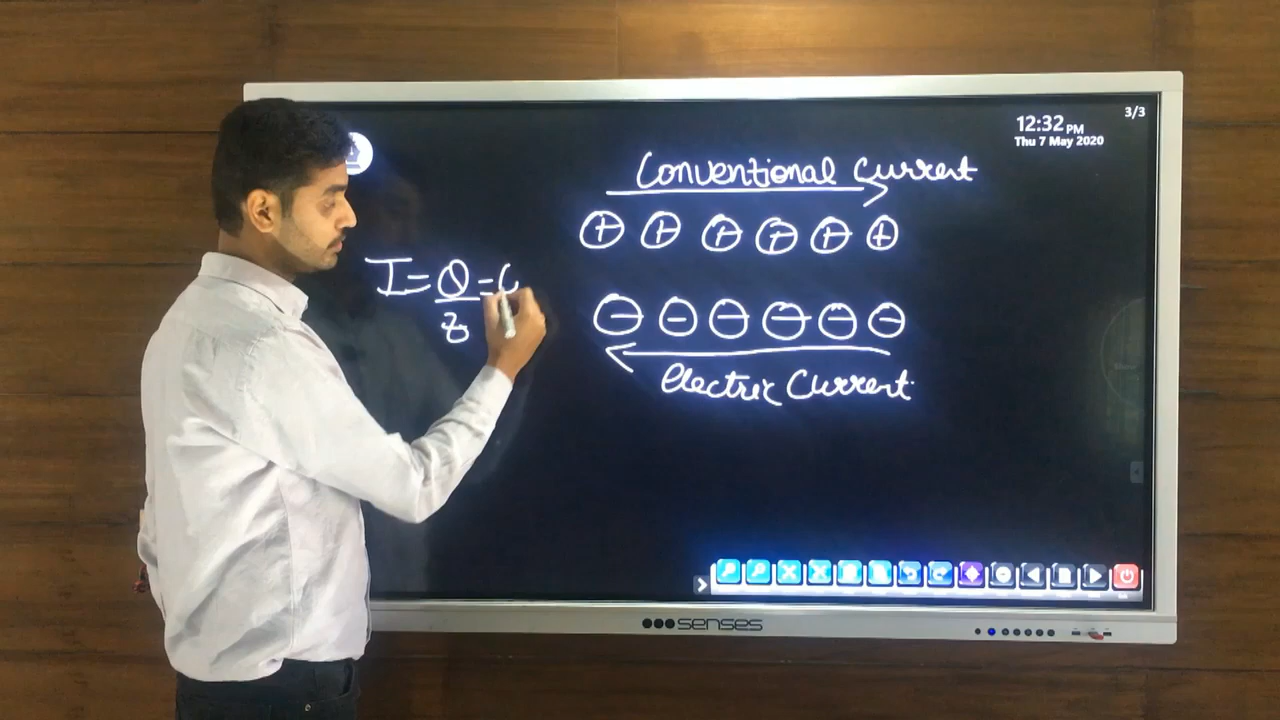 3/3
12:32 PM
Thu 7 May 2020
Conventional Current
+ + + + + +
I = Q = C
t
- - - - - -
Electric Current
senses